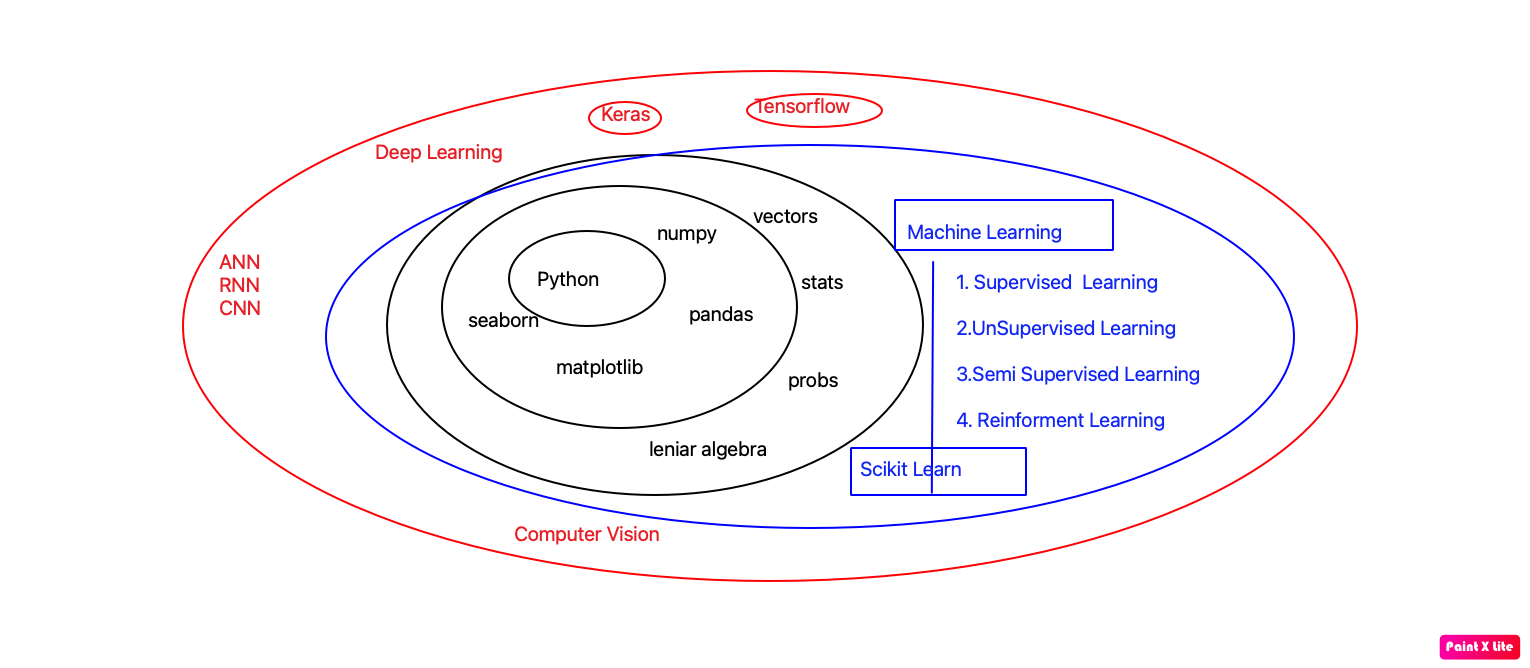 Keras
Tensorflow
Deep Learning
vectors
numpy
Machine Learning
ANN
RNN
CNN
Python
stats
1. Supervised  Learning
seaborn
pandas
2.UnSupervised Learning
matplotlib
probs
3.Semi Supervised Learning
4. Reinforment Learning
leniar algebra
Scikit Learn
Computer Vision
Paint X Lite